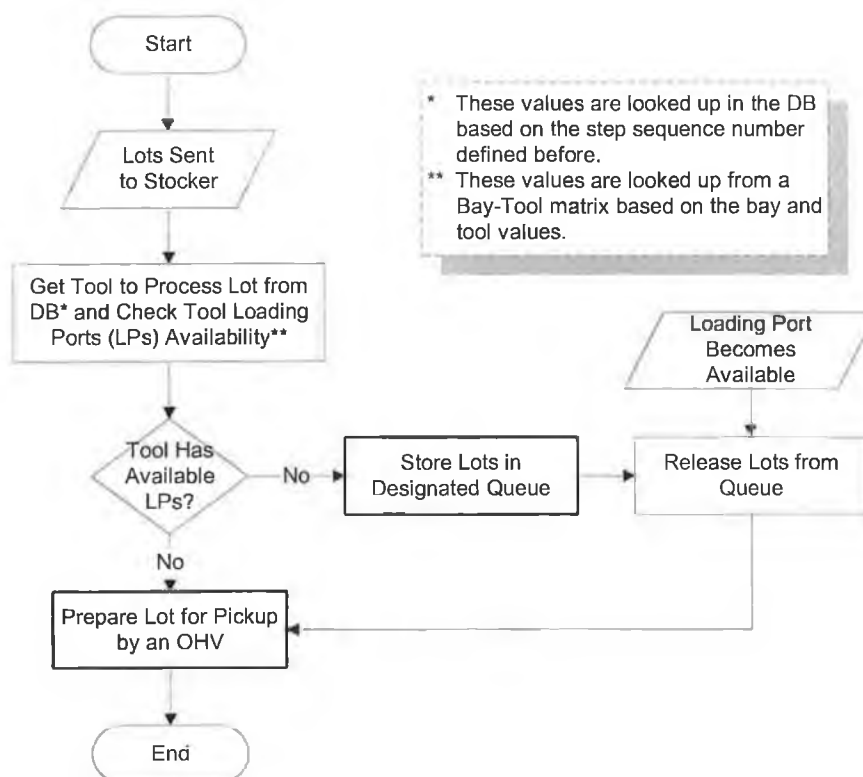 Start
Lots Sent
to Stocker
* These values are looked up in the DB
based on the step sequence number
defined before.
** These values are looked up from a
Bay-Tool matrix based on the bay and
tool values.
Get Tool to Process Lot from
DB* and Check Tool Loading
Ports (LPs) Availability**
Loading Port
Becomes
Available
Tool Has
Available
LPs?
No
Store Lots in
Designated Queue
Release Lots from
Queue
No
Prepare Lot for Pickup
by an OHV
End